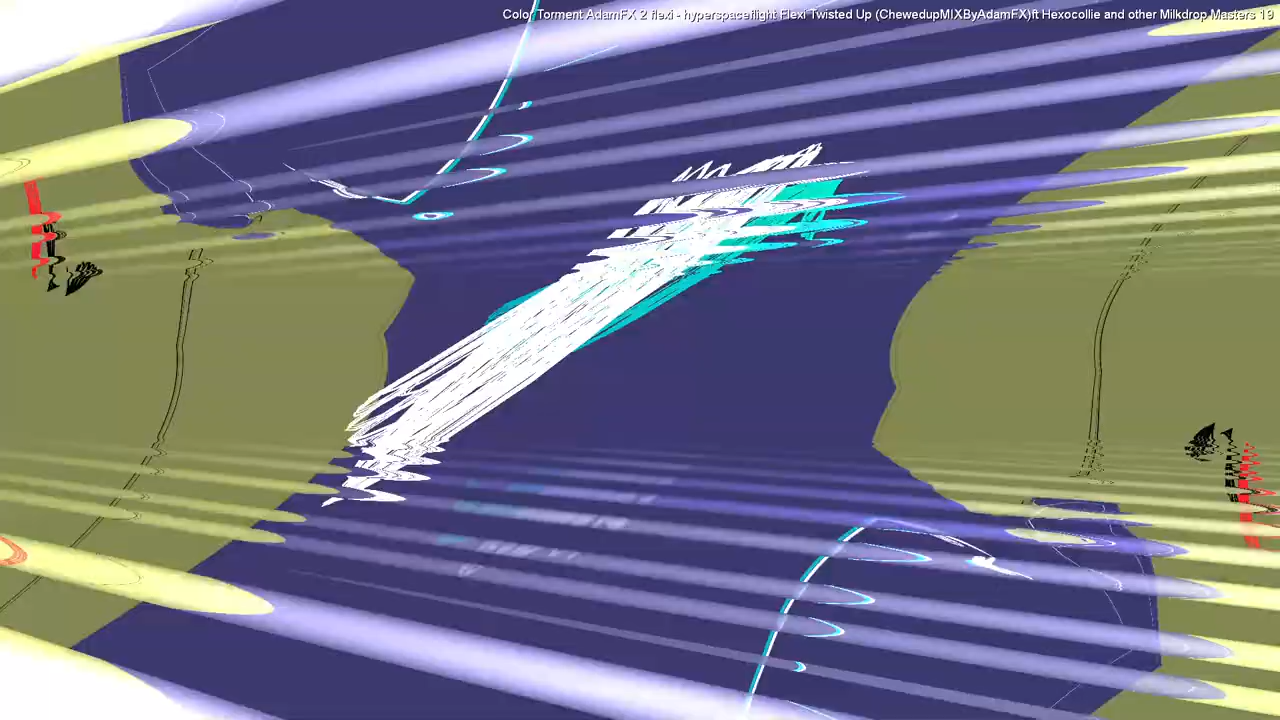 Color Torment AdamFX 2 flexi - hyperspaceflight Flexi Twisted Up (ChewedupMIXByAdamFX)ft Hexocollie and other Milkdrop Masters 19